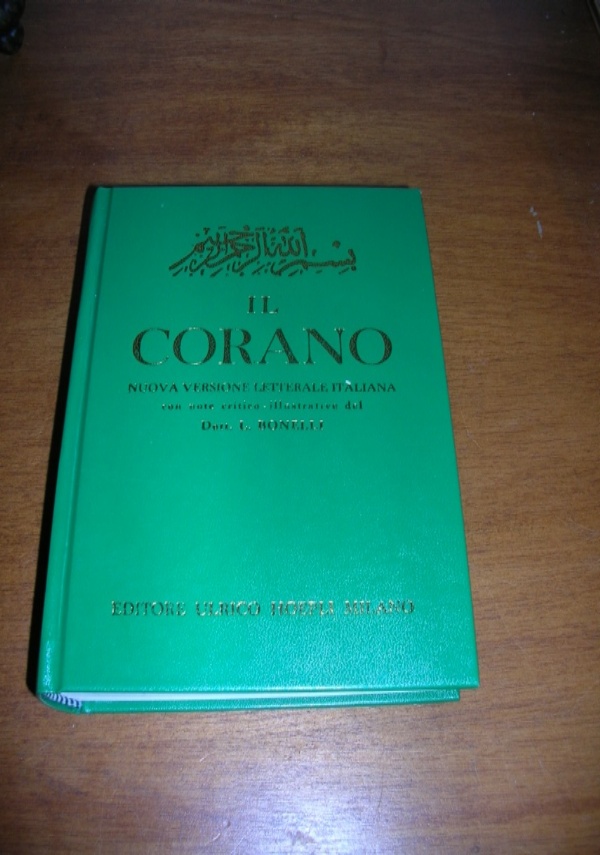 بسم الله الرحمن الرحيم
IL
CORANO
NUOVA VERSIONE LETTERALE ITALIANA
con note critico-illustrative del
Dott. L. BONELLI
EDITORE ULRICO HOEPLI MILANO